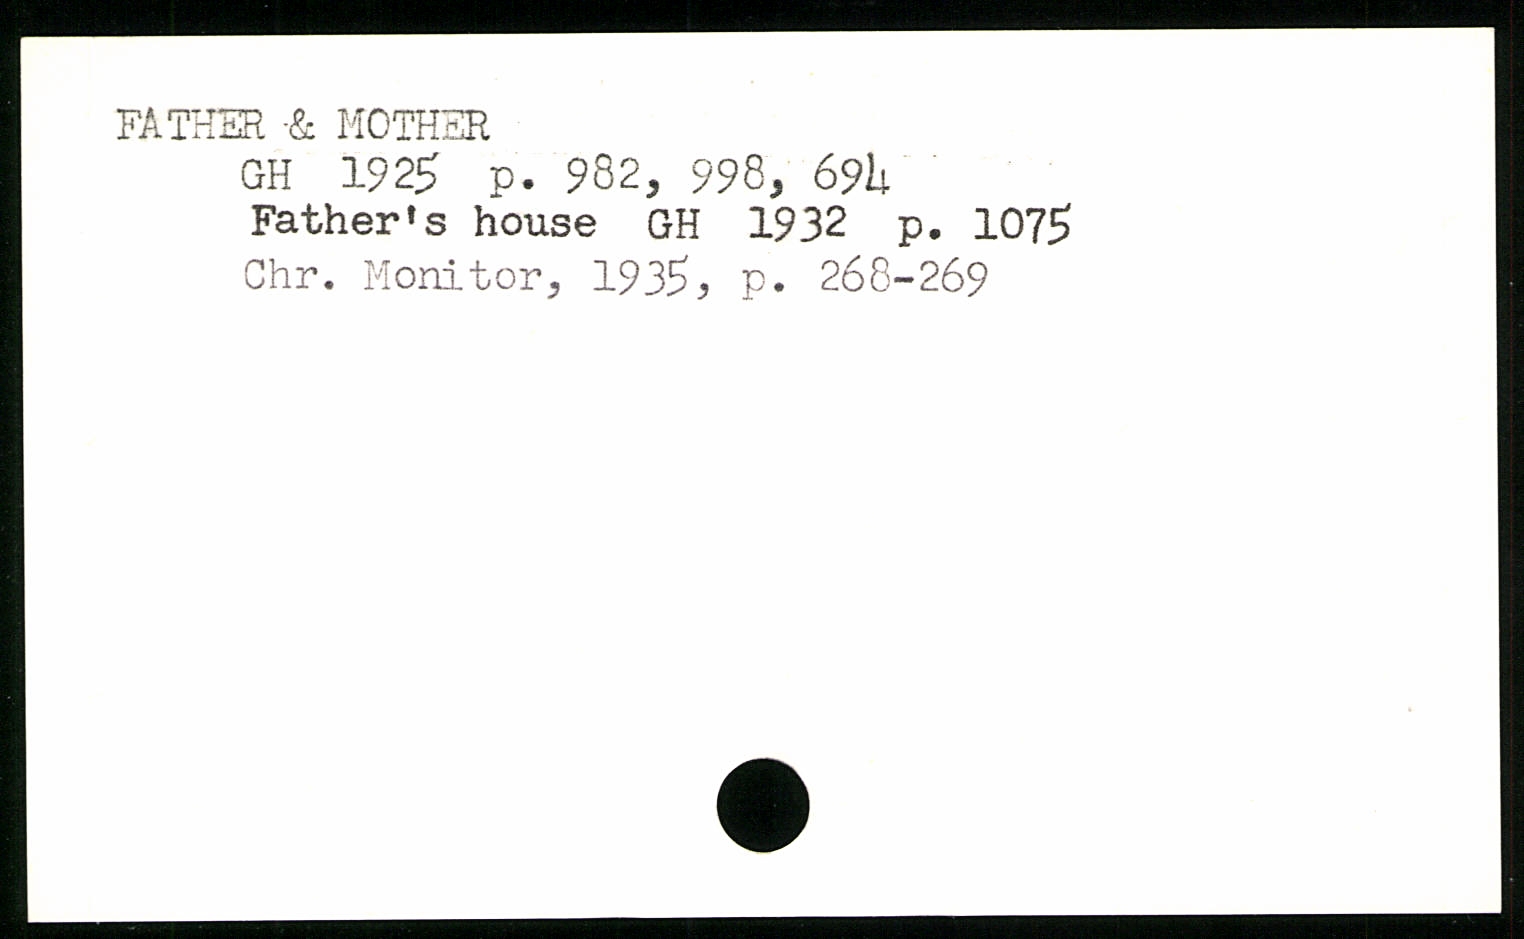 FATHER & MOTHER
GH 1925 p. 982, 998, 694
Father's house GH 1932 p. 1075
Chr. Monitor, 1935, p. 268-269